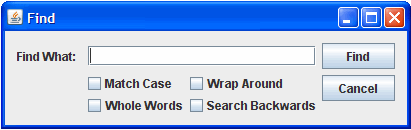 Find
Find What: Find
Match Case Wrap Around Cancel
Whole Words Search Backwards